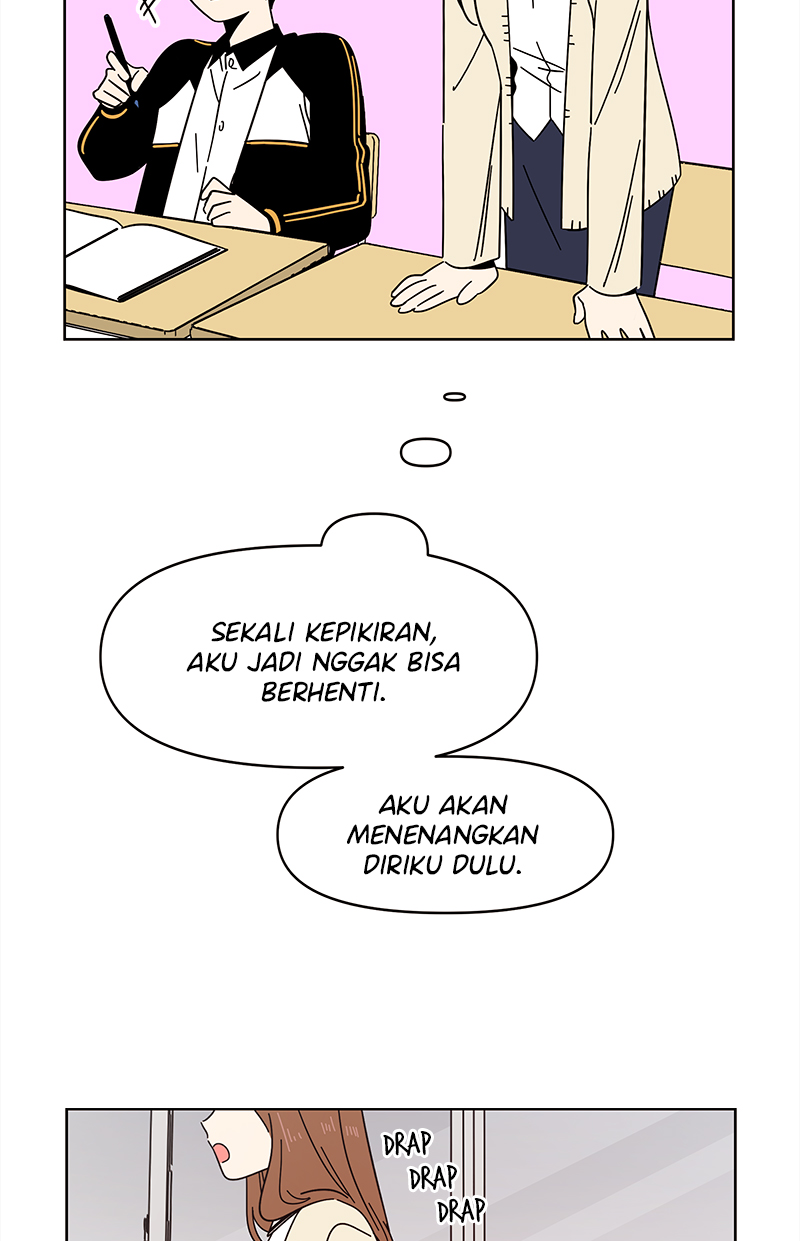 SEKALI KEPIKIRAN,
AKU JADI NGGAK BISA
BERHENTI.
AKU AKAN
MENENANGKAN
DIRIKU DULU.
DRAP
DRAP
DRAP